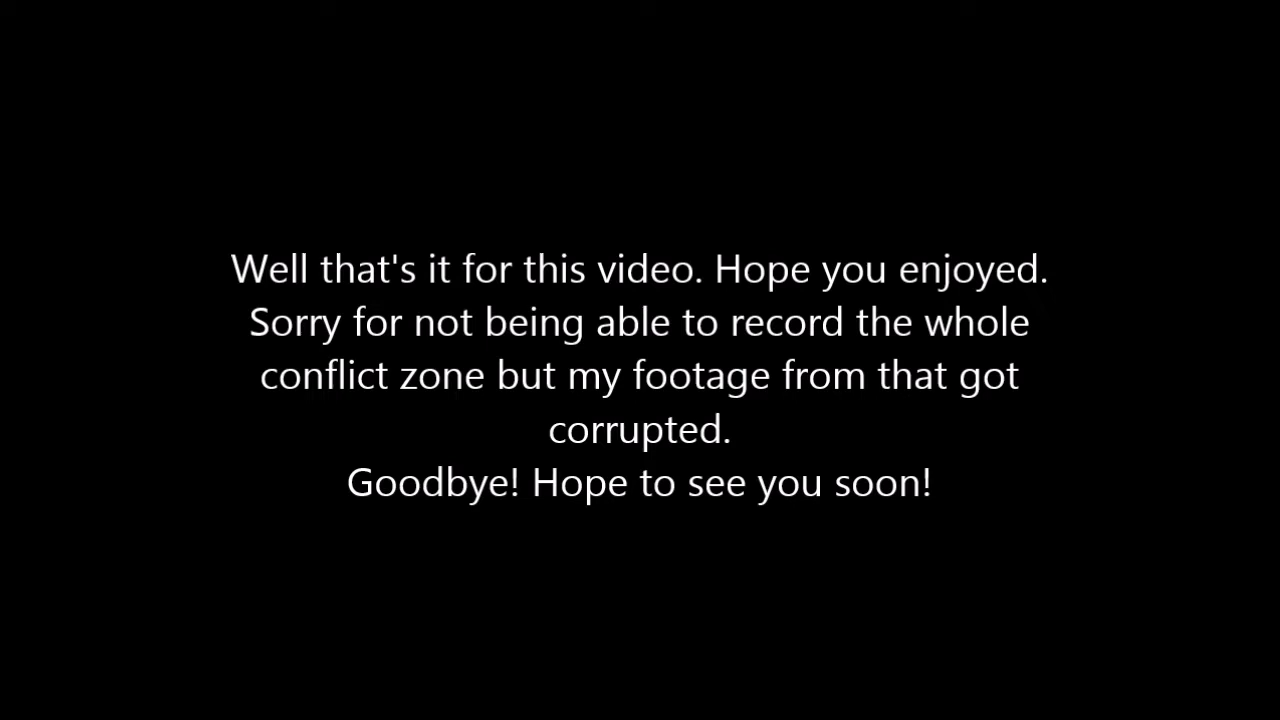 Well that's it for this video. Hope you enjoyed.
Sorry for not being able to record the whole
conflict zone but my footage from that got
corrupted.
Goodbye! Hope to see you soon!